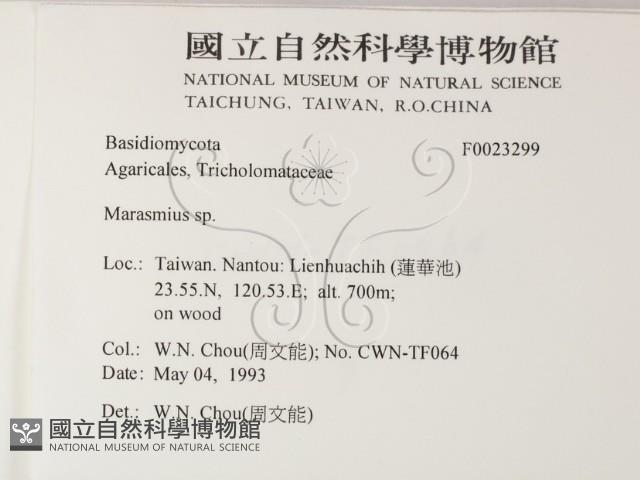 國立自然科學博物館
NATIONAL MUSEUM OF NATURAL SCIENCE
TAICHUNG, TAIWAN, R.O.CHINA
Basidiomycota F0023299
Agaricales, Tricholomataceae
Marasmius sp.
Loc.: Taiwan. Nantou: Lienhuachih (蓮華池)
23.55.N, 120.53.E; alt. 700m;
on wood
Col.: W.N. Chou(周文能); No. CWN-TF064
Date: May 04, 1993
Det.: W.N. Chou(周文能)
國立自然科學博物館
NATIONAL MUSEUM OF NATURAL SCIENCE